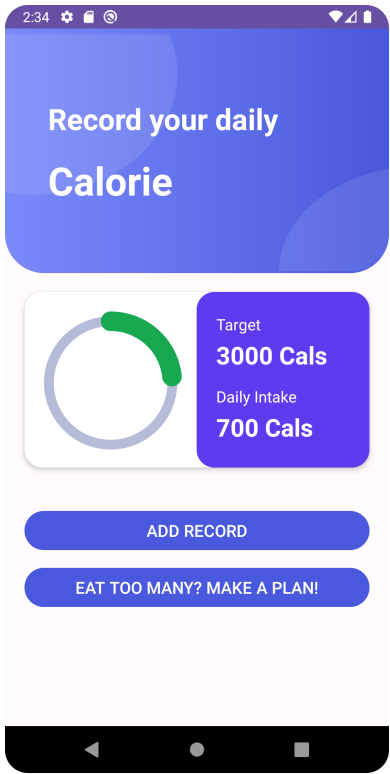 2:34
Record your daily
Calorie
Target
3000 Cals
Daily Intake
700 Cals
ADD RECORD
EAT TOO MANY? MAKE A PLAN!